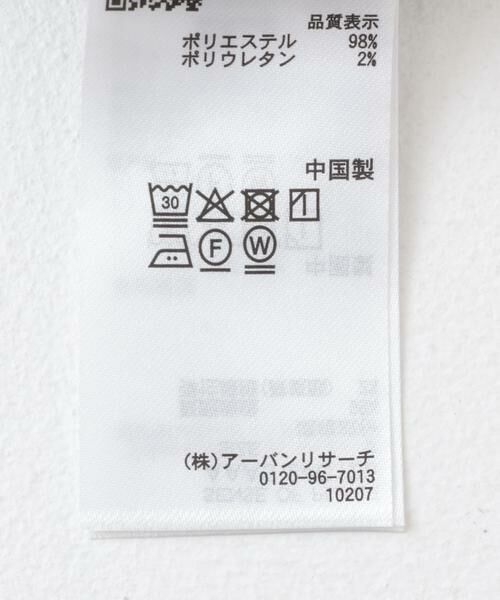 品質表示
ポリエステル 98%
ポリウレタン 2%
中国製
30
F W
(株)アーバンリサーチ
0120-96-7013
10207